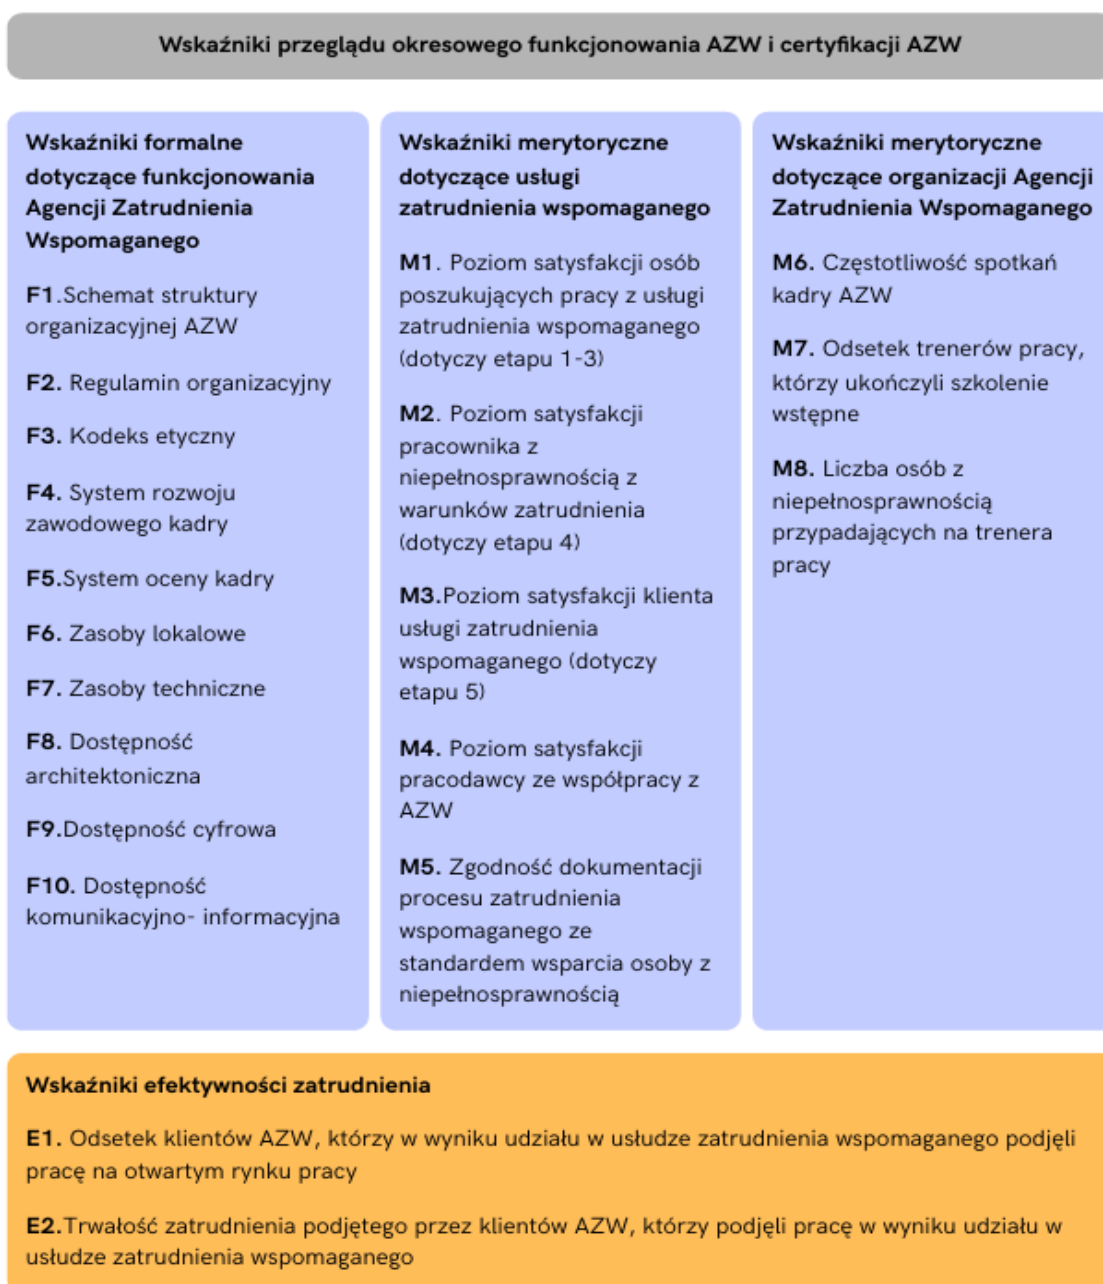 Wskaźniki przeglądu okresowego funkcjonowania AZW i certyfikacji AZW
Wskaźniki formalne
dotyczące funkcjonowania
Agencji Zatrudnienia
Wspomaganego
F1.Schemat struktury
organizacyjnej AZW
F2. Regulamin organizacyjny
F3. Kodeks etyczny
F4. System rozwoju
zawodowego kadry
F5.System oceny kadry
F6. Zasoby lokalowe
F7. Zasoby techniczne
F8. Dostępność
architektoniczna
F9.Dostępność cyfrowa
F10. Dostępność
komunikacyjno- informacyjna
Wskaźniki merytoryczne
dotyczące usługi
zatrudnienia wspomaganego
M1. Poziom satysfakcji osób
poszukujących pracy z usługi
zatrudnienia wspomaganego
(dotyczy etapu 1-3)
M2. Poziom satysfakcji
pracownika z
niepełnosprawnością z
warunków zatrudnienia
(dotyczy etapu 4)
M3.Poziom satysfakcji klienta
usługi zatrudnienia
wspomaganego (dotyczy
etapu 5)
M4. Poziom satysfakcji
pracodawcy ze współpracy z
AZW
M5. Zgodność dokumentacji
procesu zatrudnienia
wspomaganego ze
standardem wsparcia osoby z
niepełnosprawnością
Wskaźniki merytoryczne
dotyczące organizacji Agencji
Zatrudnienia Wspomaganego
M6. Częstotliwość spotkań
kadry AZW
M7. Odsetek trenerów pracy,
którzy ukończyli szkolenie
wstępne
M8. Liczba osób z
niepełnosprawnością
przypadających na trenera
pracy
Wskaźniki efektywności zatrudnienia
E1. Odsetek klientów AZW, którzy w wyniku udziału w usłudze zatrudnienia wspomaganego podjęli
pracę na otwartym rynku pracy
E2.Trwałość zatrudnienia podjętego przez klientów AZW, którzy podjęli pracę w wyniku udziału w
usłudze zatrudnienia wspomaganego